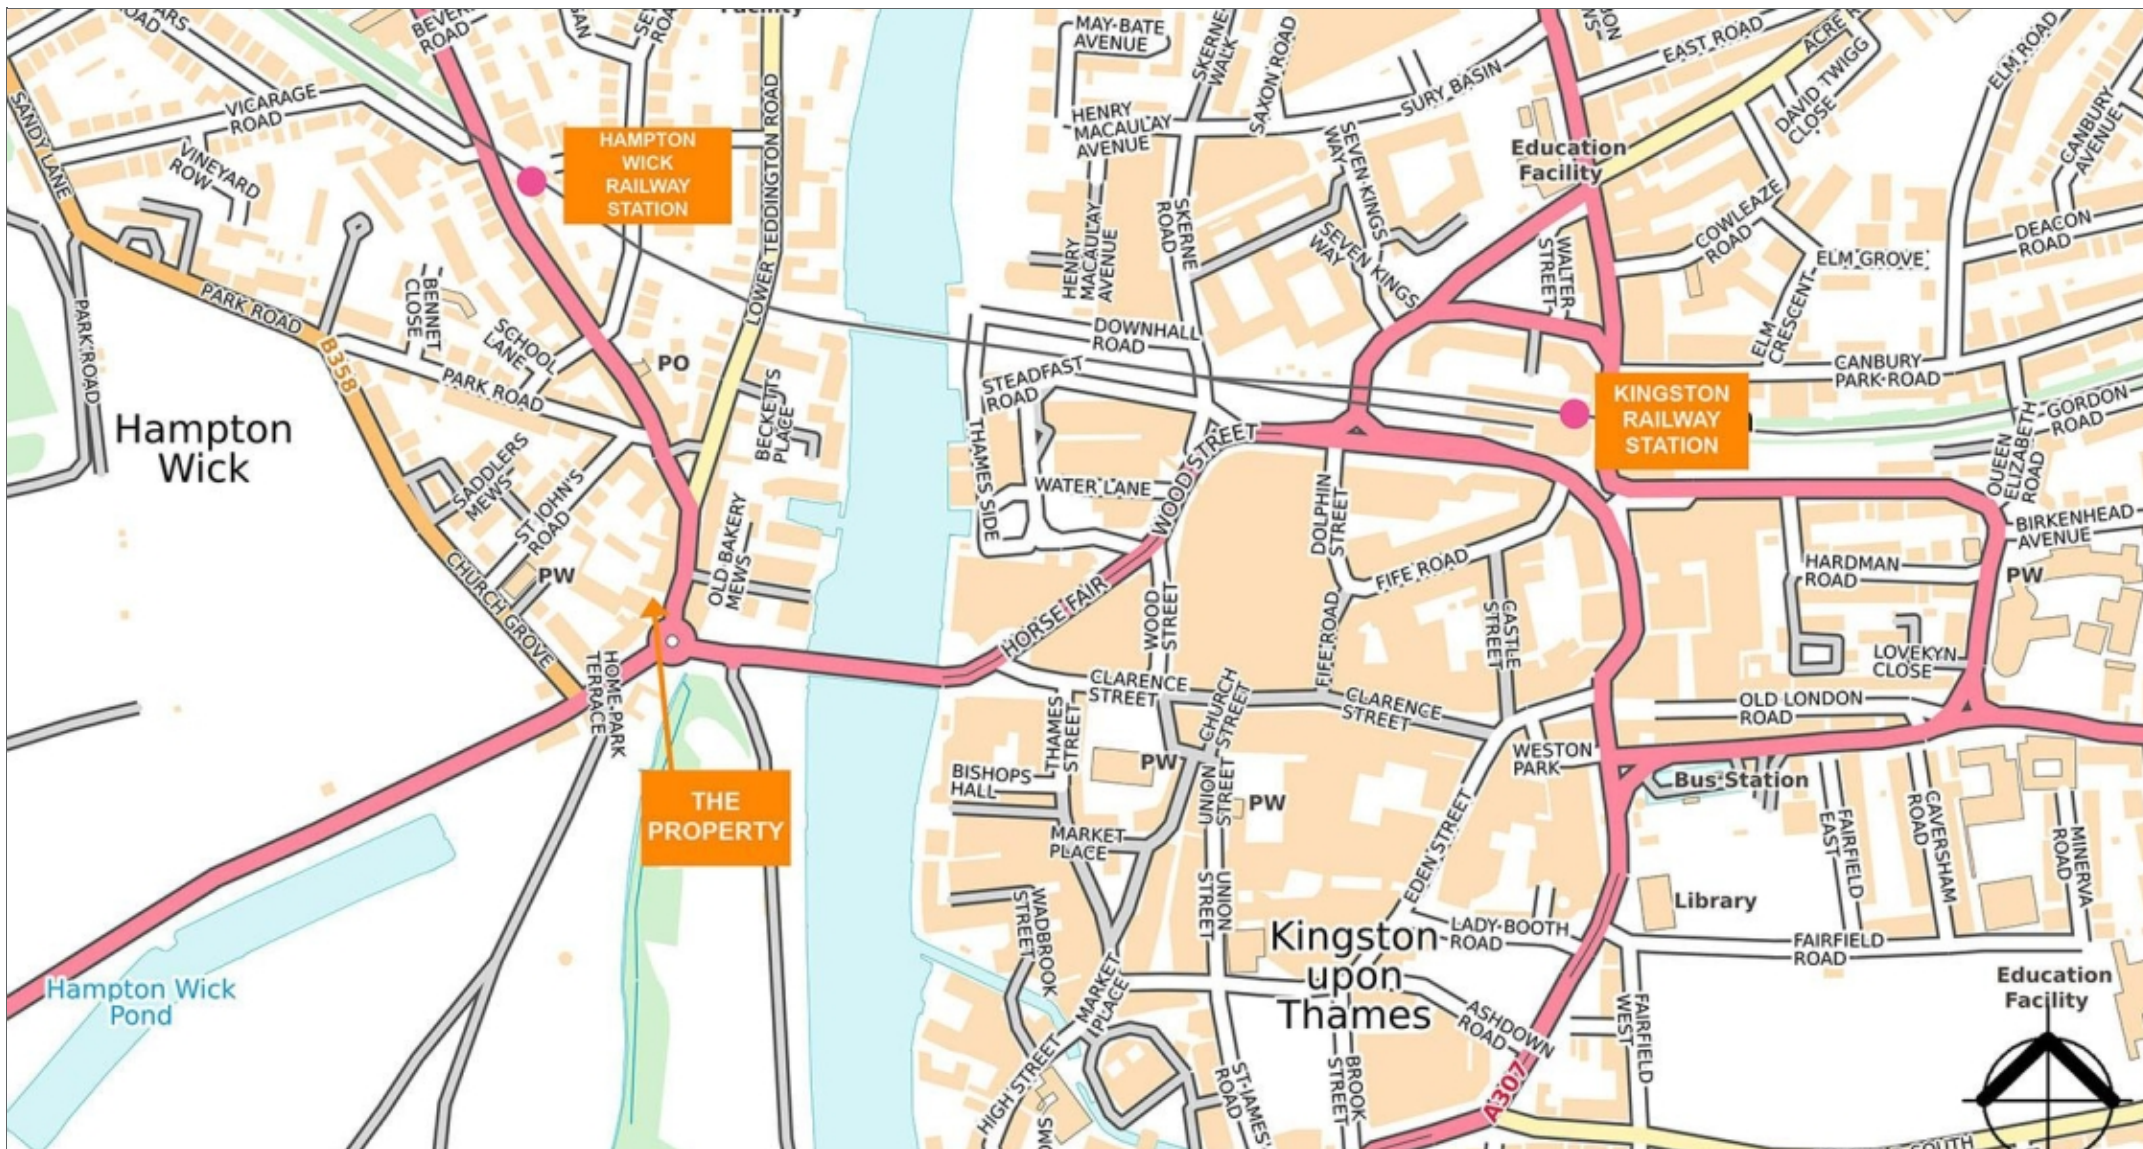 BEVER
ROAD
VICARAGE
ROAD
SANDY LANE
VINEYARD
ROW
HAMPTON
WICK
RAILWAY
STATION
LOWER TEDDINGTON ROAD
PARK ROAD
PARK ROAD
B358
BENNET
CLOSE
SCHOOL
LANE
PO
PARK ROAD
BECKETTS
PLACE
Hampton
Wick
SADDLERS
MEWS
ST JOHN'S
ROAD
PW
CHURCH GROVE
OLD BAKERY
MEWS
HOME PARK
TERRACE
THE
PROPERTY
Hampton Wick
Pond
MAY BATE
AVENUE
SKERNE
WALK
SAXON ROAD
HENRY
MACAULAY
AVENUE
SURY BASIN
EAST ROAD
ACRE R
DAVID TWIGG
CLOSE
ELM ROAD
CANBURY
AVENUE
Education
Facility
SEVEN KINGS
WAY
SKERNE
ROAD
HENRY
MACAULAY
AVENUE
SEVEN KINGS
WAY
WALTER
STREET
COWLEAZE
ROAD
ELM GROVE
DEACON
ROAD
ELM
CRESCENT
DOWNHALL
ROAD
STEADFAST
ROAD
CANBURY
PARK ROAD
KINGSTON
RAILWAY
STATION
GORDON
ROAD
QUEEN
ELIZABETH
ROAD
THAMES SIDE
WATER LANE
WOOD STREET
DOLPHIN
STREET
BIRKENHEAD
AVENUE
HARDMAN
ROAD
PW
FIFE ROAD
HORSE FAIR
WOOD
STREET
FIFE ROAD
CASTLE
STREET
LOVEKYN
CLOSE
CLARENCE
STREET
CHURCH
STREET
CLARENCE
STREET
OLD LONDON
ROAD
THAMES
STREET
WESTON
PARK
BISHOPS
HALL
PW
Bus Station
UNION
STREET
PW
MARKET
PLACE
EDEN STREET
FAIRFIELD
EAST
CAVERSHAM
ROAD
MINERVA
ROAD
WADBROOK
STREET
UNION
STREET
Library
LADY BOOTH
ROAD
Kingston
upon
Thames
FAIRFIELD
ROAD
Education
Facility
MARKET
PLACE
ASHDOWN
ROAD
FAIRFIELD
WEST
HIGH STREET
ST JAMES'
ROAD
BROOK
STREET
A307
SOUTH